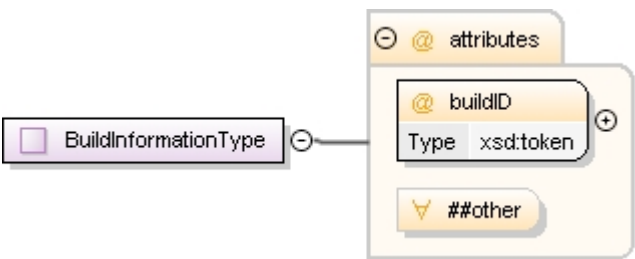 @ attributes
@ buildID
BuildInformationType
Type xsd:token
∀ ##other